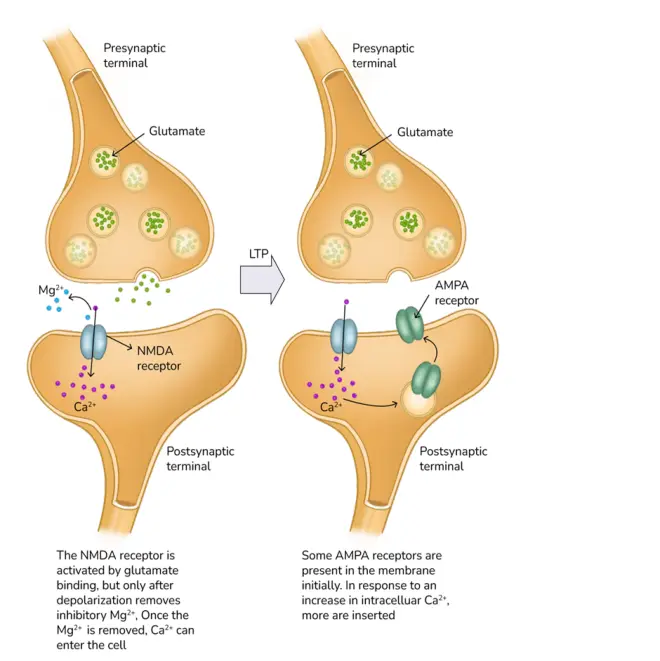 Presynaptic
terminal
Glutamate
Mg²⁺
NMDA
receptor
Ca²⁺
Postsynaptic
terminal
The NMDA receptor is
activated by glutamate
binding, but only after
depolarization removes
inhibitory Mg²⁺, Once the
Mg²⁺ is removed, Ca²⁺ can
enter the cell
LTP
Presynaptic
terminal
Glutamate
AMPA
receptor
Ca²⁺
Postsynaptic
terminal
Some AMPA receptors are
present in the membrane
initially. In response to an
increase in intracelluar Ca²⁺,
more are inserted